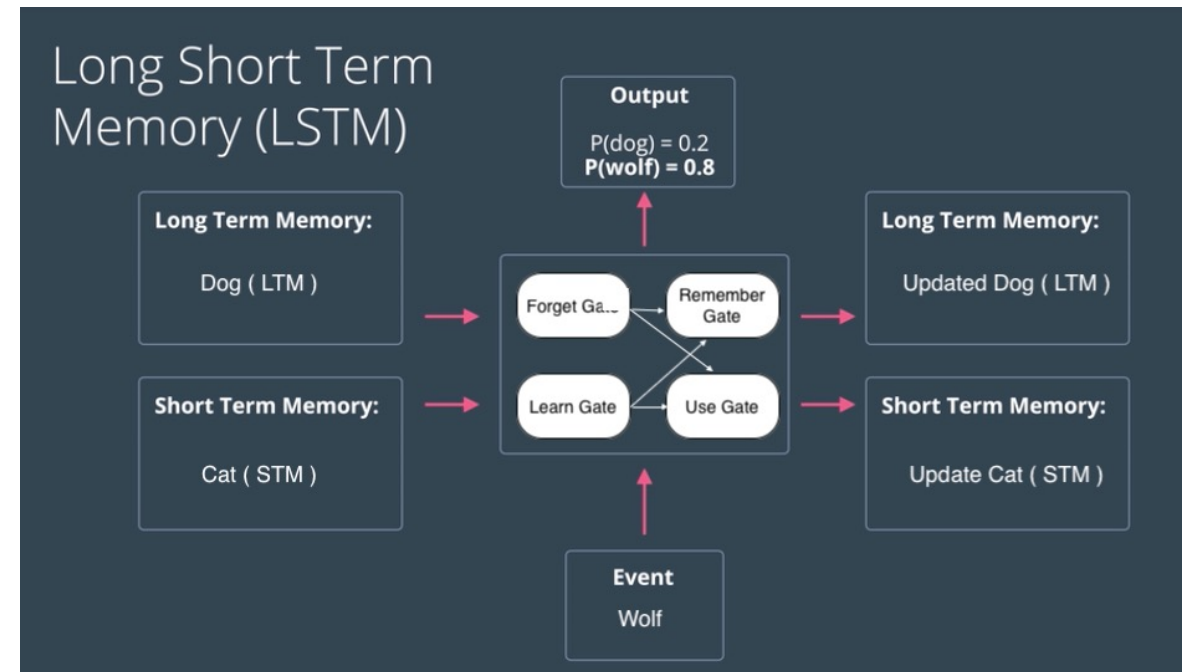 Long Short Term
Memory (LSTM)
Output
P(dog) = 0.2
P(wolf) = 0.8
Long Term Memory:
Dog ( LTM )
Long Term Memory:
Updated Dog ( LTM )
Forget
Remember
Gate
Learn Gate
Use Gate
Short Term Memory:
Cat ( STM )
Short Term Memory:
Update Cat ( STM )
Event
Wolf